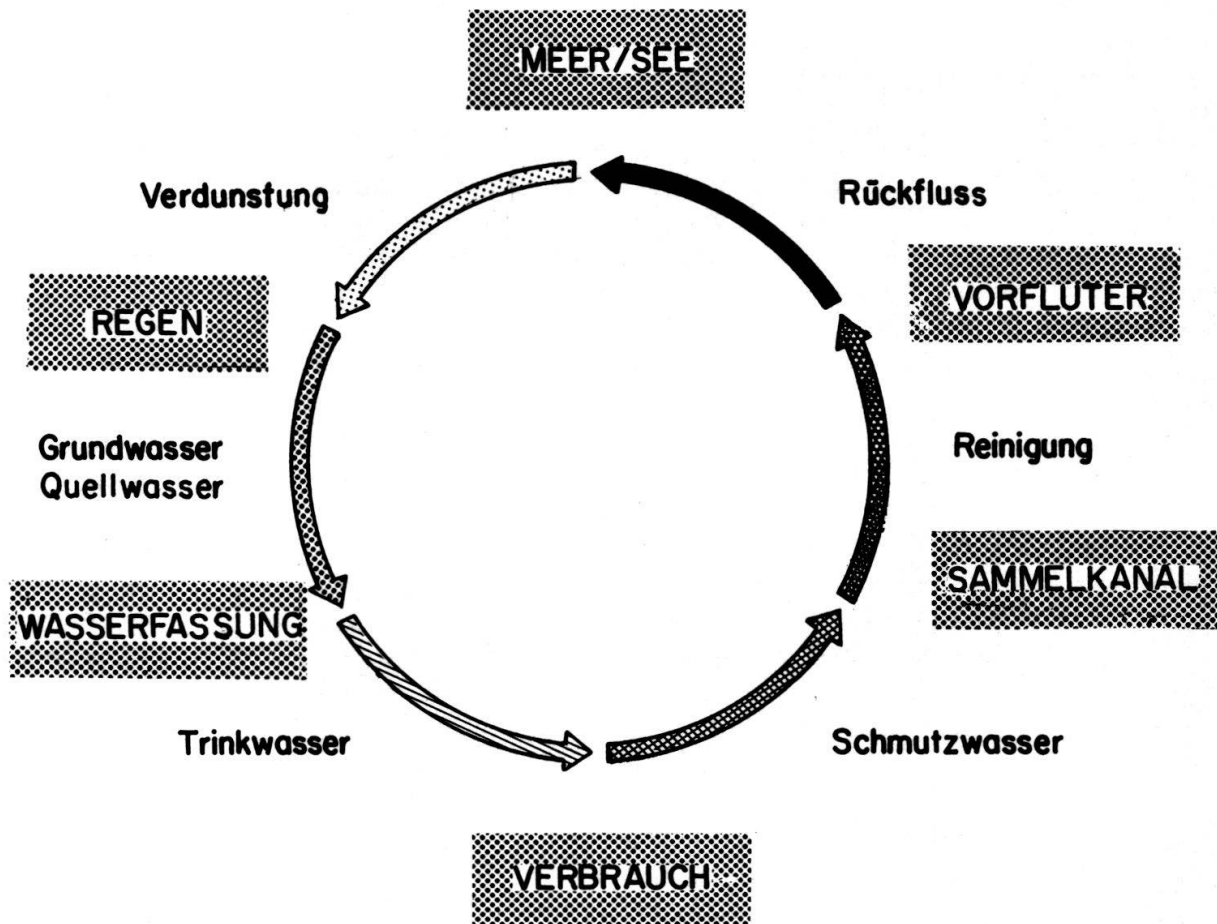 MEER/SEE
Verdunstung
Rückfluss
REGEN
VORFLUTER
Grundwasser
Quellwasser
Reinigung
WASSERFASSUNG
SAMMELKANAL
Trinkwasser
Schmutzwasser
VERBRAUCH